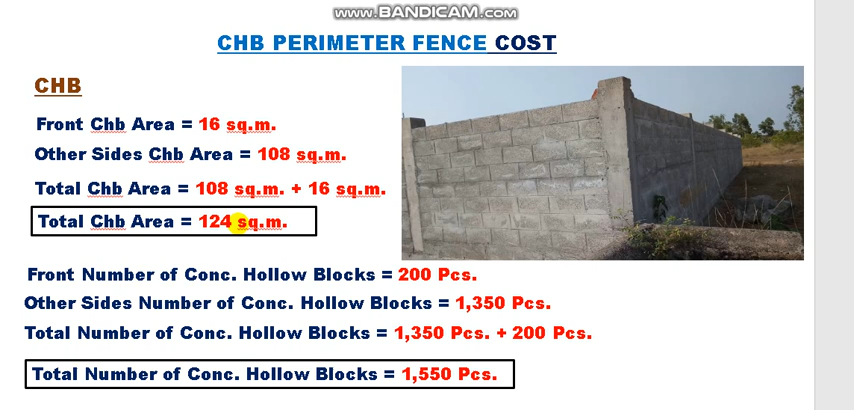 www.BANDICAM.com
CHB PERIMETER FENCE COST
CHB
Front Chb Area = 16 sq.m.
Other Sides Chb Area = 108 sq.m.
Total Chb Area = 108 sq.m. + 16 sq.m.
Total Chb Area = 124 sq.m.
Front Number of Conc. Hollow Blocks = 200 Pcs.
Other Sides Number of Conc. Hollow Blocks = 1,350 Pcs.
Total Number of Conc. Hollow Blocks = 1,350 Pcs. + 200 Pcs.
Total Number of Conc. Hollow Blocks = 1,550 Pcs.